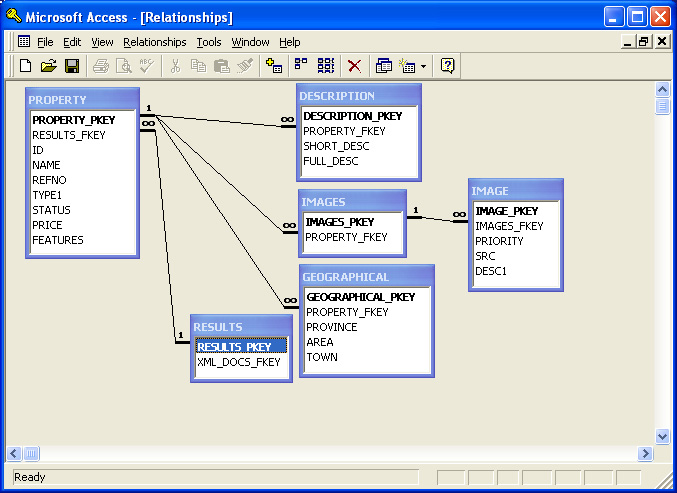 Microsoft Access - [Relationships]
File Edit View Relationships Tools Window Help
PROPERTY
PROPERTY_PKEY
RESULTS_FKEY
ID
NAME
REFNO
TYPE1
STATUS
PRICE
FEATURES
1
∞
DESCRIPTION
∞
DESCRIPTION_PKEY
PROPERTY_FKEY
SHORT_DESC
FULL_DESC
IMAGES
∞
IMAGES_PKEY
PROPERTY_FKEY
1
∞
IMAGE
IMAGE_PKEY
IMAGES_FKEY
PRIORITY
SRC
DESC1
GEOGRAPHICAL
∞
GEOGRAPHICAL_PKEY
PROPERTY_FKEY
PROVINCE
AREA
TOWN
RESULTS
1
RESULTS_PKEY
XML_DOCS_FKEY
Ready